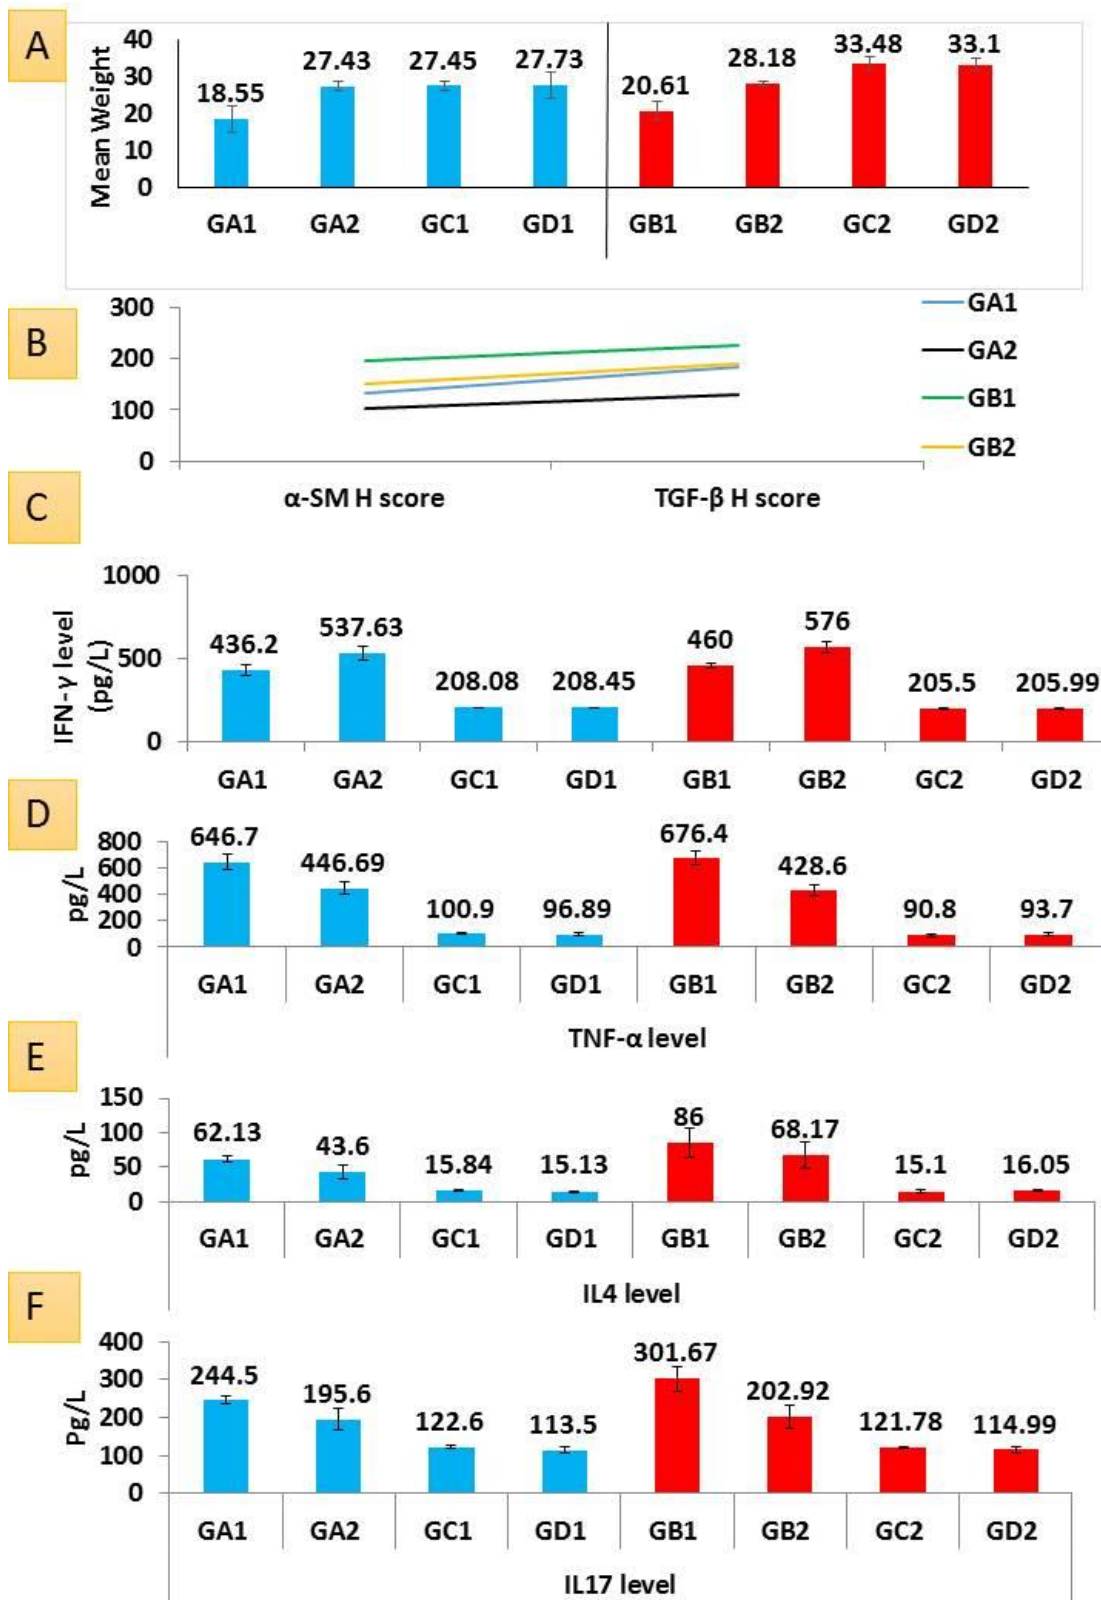 A
Mean Weight
40
30
20
10
0
18.55 27.43 27.45 27.73 20.61 28.18 33.48 33.1
GA1 GA2 GC1 GD1 GB1 GB2 GC2 GD2
B
300
200
100
0
α-SM H score TGF-β H score
GA1
GA2
GB1
GB2
C
IFN-γ level
(pg/L)
1000
500
0
436.2 537.63 208.08 208.45 460 576 205.5 205.99
GA1 GA2 GC1 GD1 GB1 GB2 GC2 GD2
D
pg/L
800
600
400
200
0
646.7 446.69 100.9 96.89 676.4 428.6 90.8 93.7
GA1 GA2 GC1 GD1 GB1 GB2 GC2 GD2
TNF-α level
E
pg/L
150
100
50
0
62.13 43.6 15.84 15.13 86 68.17 15.1 16.05
GA1 GA2 GC1 GD1 GB1 GB2 GC2 GD2
IL4 level
F
Pg/L
400
300
200
100
0
244.5 195.6 122.6 113.5 301.67 202.92 121.78 114.99
GA1 GA2 GC1 GD1 GB1 GB2 GC2 GD2
IL17 level